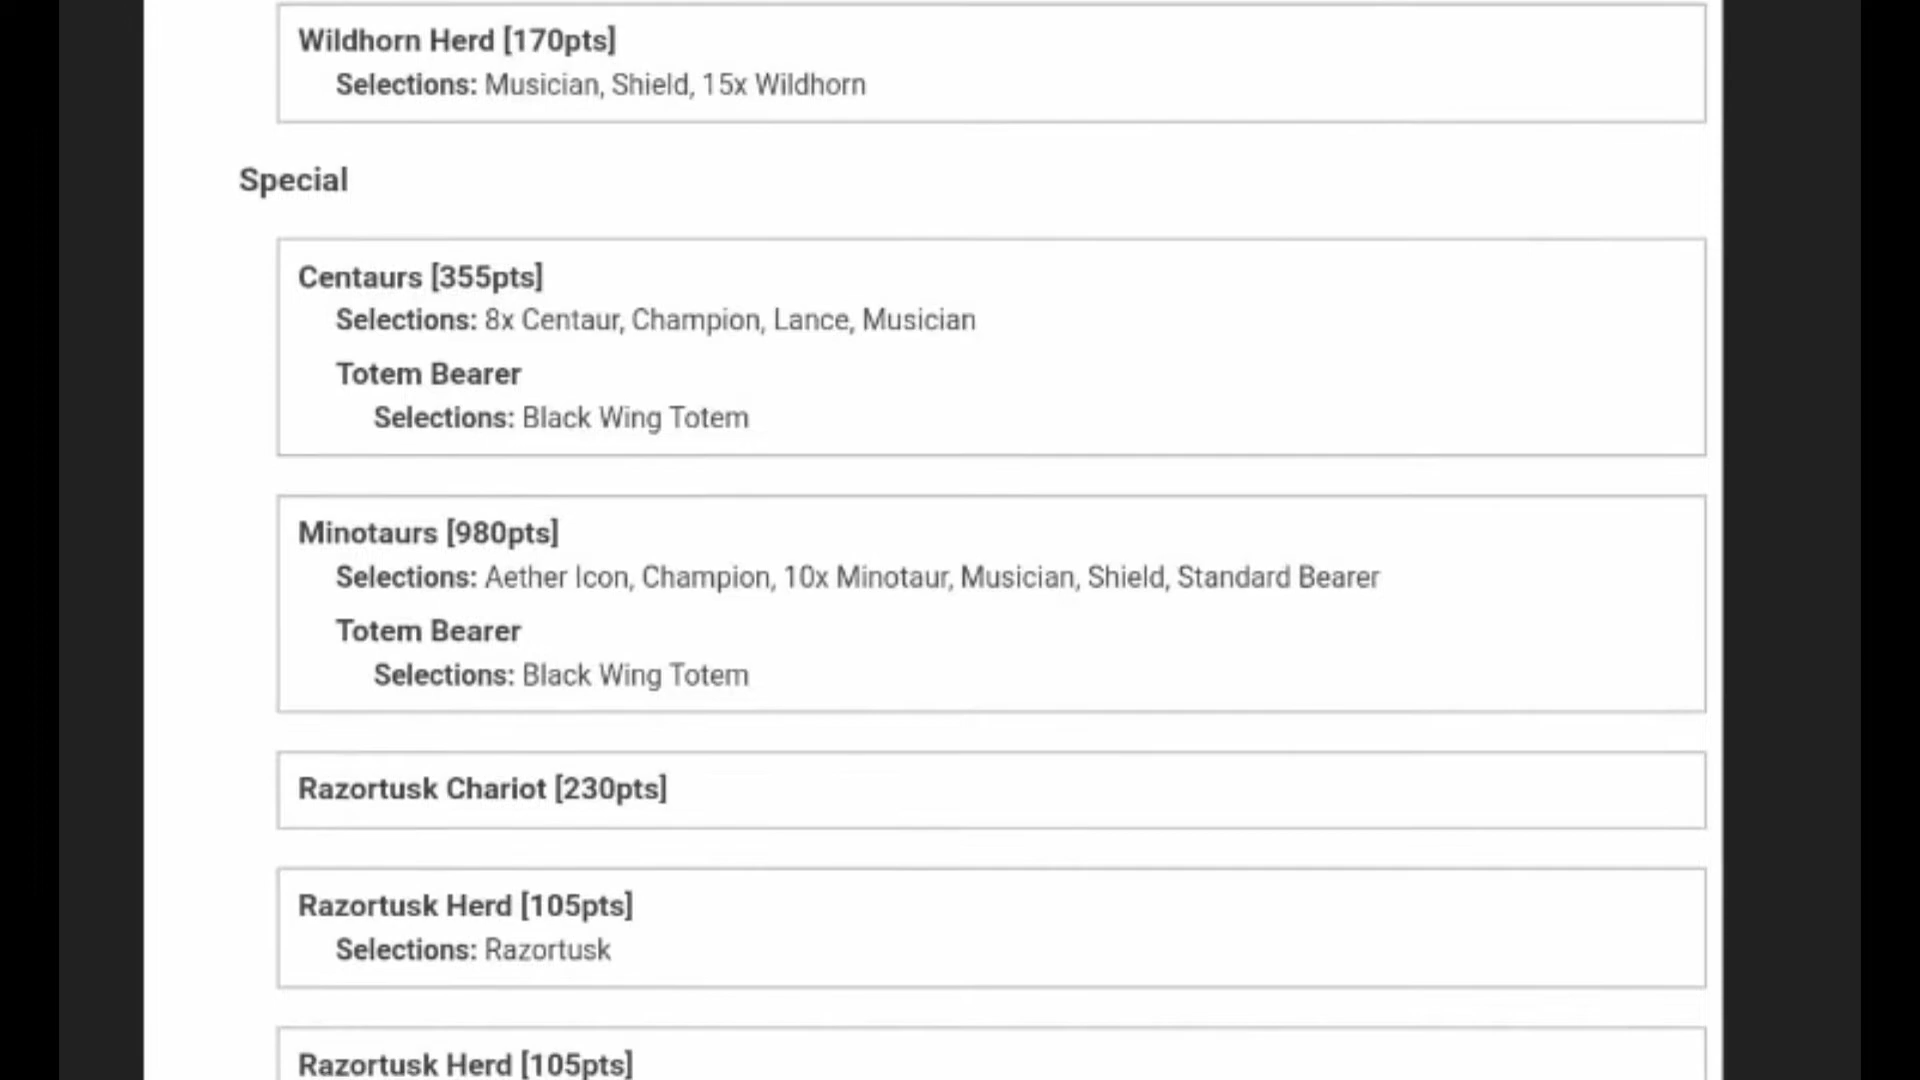 Wildhorn Herd [170pts]
Selections: Musician, Shield, 15x Wildhorn
Special
Centaurs [355pts]
Selections: 8x Centaur, Champion, Lance, Musician
Totem Bearer
Selections: Black Wing Totem
Minotaurs [980pts]
Selections: Aether Icon, Champion, 10x Minotaur, Musician, Shield, Standard Bearer
Totem Bearer
Selections: Black Wing Totem
Razortusk Chariot [230pts]
Razortusk Herd [105pts]
Selections: Razortusk
Razortusk Herd [105pts]